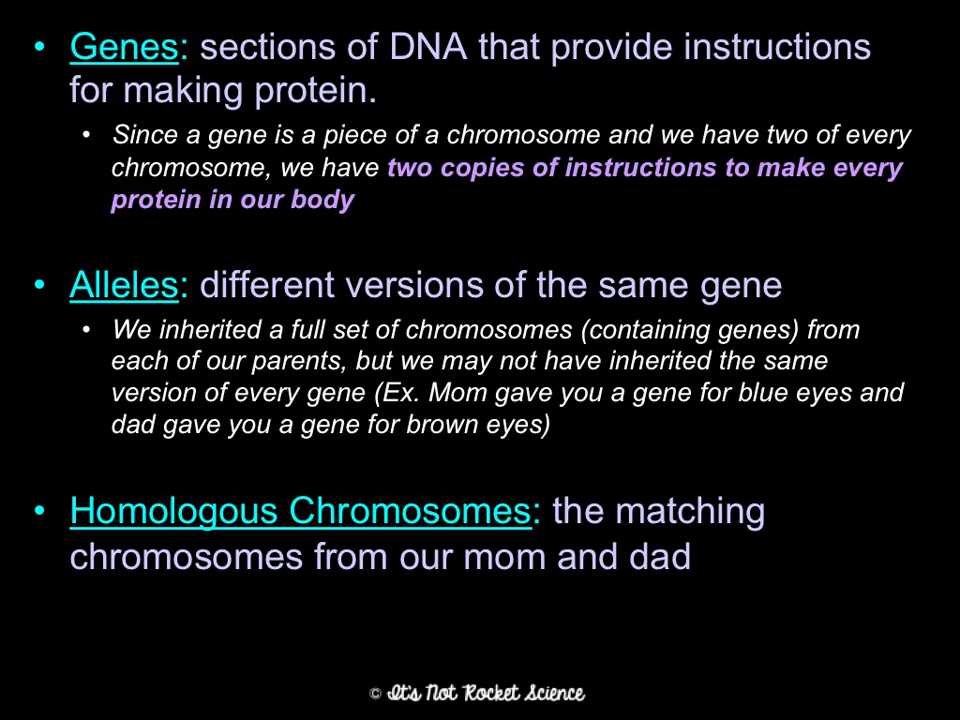 • Genes: sections of DNA that provide instructions
for making protein.
• Since a gene is a piece of a chromosome and we have two of every
chromosome, we have two copies of instructions to make every
protein in our body
• Alleles: different versions of the same gene
• We inherited a full set of chromosomes (containing genes) from
each of our parents, but we may not have inherited the same
version of every gene (Ex. Mom gave you a gene for blue eyes and
dad gave you a gene for brown eyes)
• Homologous Chromosomes: the matching
chromosomes from our mom and dad
© It's Not Rocket Science